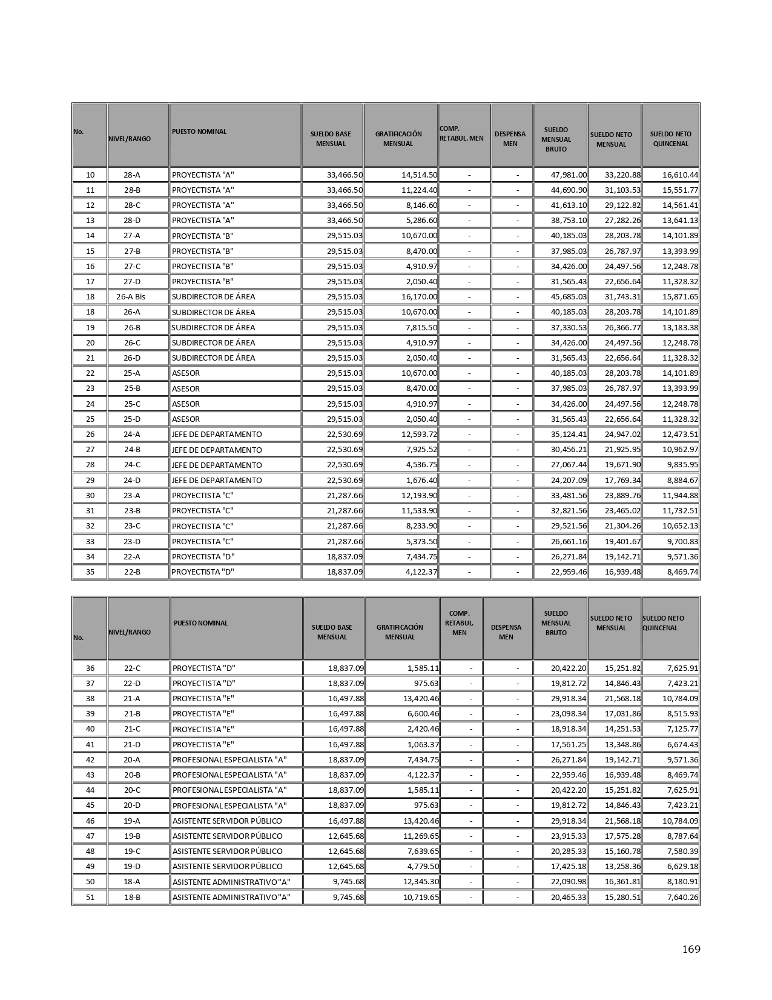 No. NIVEL/RANGO PUESTO NOMINAL SUELDO BASE MENSUAL GRATIFICACIÓN MENSUAL COMP. RETABUL. MEN DESPENSA MEN SUELDO MENSUAL BRUTO SUELDO NETO MENSUAL SUELDO NETO QUINCENAL
10 28-A PROYECTISTA "A" 33,466.50 14,514.50 - - 47,981.00 33,220.88 16,610.44
11 28-B PROYECTISTA "A" 33,466.50 11,224.40 - - 44,690.90 31,103.53 15,551.77
12 28-C PROYECTISTA "A" 33,466.50 8,146.60 - - 41,613.10 29,122.82 14,561.41
13 28-D PROYECTISTA "A" 33,466.50 5,286.60 - - 38,753.10 27,282.26 13,641.13
14 27-A PROYECTISTA "B" 29,515.03 10,670.00 - - 40,185.03 28,203.78 14,101.89
15 27-B PROYECTISTA "B" 29,515.03 8,470.00 - - 37,985.03 26,787.97 13,393.99
16 27-C PROYECTISTA "B" 29,515.03 4,910.97 - - 34,426.00 24,497.56 12,248.78
17 27-D PROYECTISTA "B" 29,515.03 2,050.40 - - 31,565.43 22,656.64 11,328.32
18 26-A Bis SUBDIRECTOR DE ÁREA 29,515.03 16,170.00 - - 45,685.03 31,743.31 15,871.65
18 26-A SUBDIRECTOR DE ÁREA 29,515.03 10,670.00 - - 40,185.03 28,203.78 14,101.89
19 26-B SUBDIRECTOR DE ÁREA 29,515.03 7,815.50 - - 37,330.53 26,366.77 13,183.38
20 26-C SUBDIRECTOR DE ÁREA 29,515.03 4,910.97 - - 34,426.00 24,497.56 12,248.78
21 26-D SUBDIRECTOR DE ÁREA 29,515.03 2,050.40 - - 31,565.43 22,656.64 11,328.32
22 25-A ASESOR 29,515.03 10,670.00 - - 40,185.03 28,203.78 14,101.89
23 25-B ASESOR 29,515.03 8,470.00 - - 37,985.03 26,787.97 13,393.99
24 25-C ASESOR 29,515.03 4,910.97 - - 34,426.00 24,497.56 12,248.78
25 25-D ASESOR 29,515.03 2,050.40 - - 31,565.43 22,656.64 11,328.32
26 24-A JEFE DE DEPARTAMENTO 22,530.69 12,593.72 - - 35,124.41 24,947.02 12,473.51
27 24-B JEFE DE DEPARTAMENTO 22,530.69 7,925.52 - - 30,456.21 21,925.95 10,962.97
28 24-C JEFE DE DEPARTAMENTO 22,530.69 4,536.75 - - 27,067.44 19,671.90 9,835.95
29 24-D JEFE DE DEPARTAMENTO 22,530.69 1,676.40 - - 24,207.09 17,769.34 8,884.67
30 23-A PROYECTISTA "C" 21,287.66 12,193.90 - - 33,481.56 23,889.76 11,944.88
31 23-B PROYECTISTA "C" 21,287.66 11,533.90 - - 32,821.56 23,465.02 11,732.51
32 23-C PROYECTISTA "C" 21,287.66 8,233.90 - - 29,521.56 21,304.26 10,652.13
33 23-D PROYECTISTA "C" 21,287.66 5,373.50 - - 26,661.16 19,401.67 9,700.83
34 22-A PROYECTISTA "D" 18,837.09 7,434.75 - - 26,271.84 19,142.71 9,571.36
35 22-B PROYECTISTA "D" 18,837.09 4,122.37 - - 22,959.46 16,939.48 8,469.74
No. NIVEL/RANGO PUESTO NOMINAL SUELDO BASE MENSUAL GRATIFICACIÓN MENSUAL COMP. RETABUL. MEN DESPENSA MEN SUELDO MENSUAL BRUTO SUELDO NETO MENSUAL SUELDO NETO QUINCENAL
36 22-C PROYECTISTA "D" 18,837.09 1,585.11 - - 20,422.20 15,251.82 7,625.91
37 22-D PROYECTISTA "D" 18,837.09 975.63 - - 19,812.72 14,846.43 7,423.21
38 21-A PROYECTISTA "E" 16,497.88 13,420.46 - - 29,918.34 21,568.18 10,784.09
39 21-B PROYECTISTA "E" 16,497.88 6,600.46 - - 23,098.34 17,031.86 8,515.93
40 21-C PROYECTISTA "E" 16,497.88 2,420.46 - - 18,918.34 14,251.53 7,125.77
41 21-D PROYECTISTA "E" 16,497.88 1,063.37 - - 17,561.25 13,348.86 6,674.43
42 20-A PROFESIONAL ESPECIALISTA "A" 18,837.09 7,434.75 - - 26,271.84 19,142.71 9,571.36
43 20-B PROFESIONAL ESPECIALISTA "A" 18,837.09 4,122.37 - - 22,959.46 16,939.48 8,469.74
44 20-C PROFESIONAL ESPECIALISTA "A" 18,837.09 1,585.11 - - 20,422.20 15,251.82 7,625.91
45 20-D PROFESIONAL ESPECIALISTA "A" 18,837.09 975.63 - - 19,812.72 14,846.43 7,423.21
46 19-A ASISTENTE SERVIDOR PÚBLICO 16,497.88 13,420.46 - - 29,918.34 21,568.18 10,784.09
47 19-B ASISTENTE SERVIDOR PÚBLICO 12,645.68 11,269.65 - - 23,915.33 17,575.28 8,787.64
48 19-C ASISTENTE SERVIDOR PÚBLICO 12,645.68 7,639.65 - - 20,285.33 15,160.78 7,580.39
49 19-D ASISTENTE SERVIDOR PÚBLICO 12,645.68 4,779.50 - - 17,425.18 13,258.36 6,629.18
50 18-A ASISTENTE ADMINISTRATIVO "A" 9,745.68 12,345.30 - - 22,090.98 16,361.81 8,180.91
51 18-B ASISTENTE ADMINISTRATIVO "A" 9,745.68 10,719.65 - - 20,465.33 15,280.51 7,640.26
169